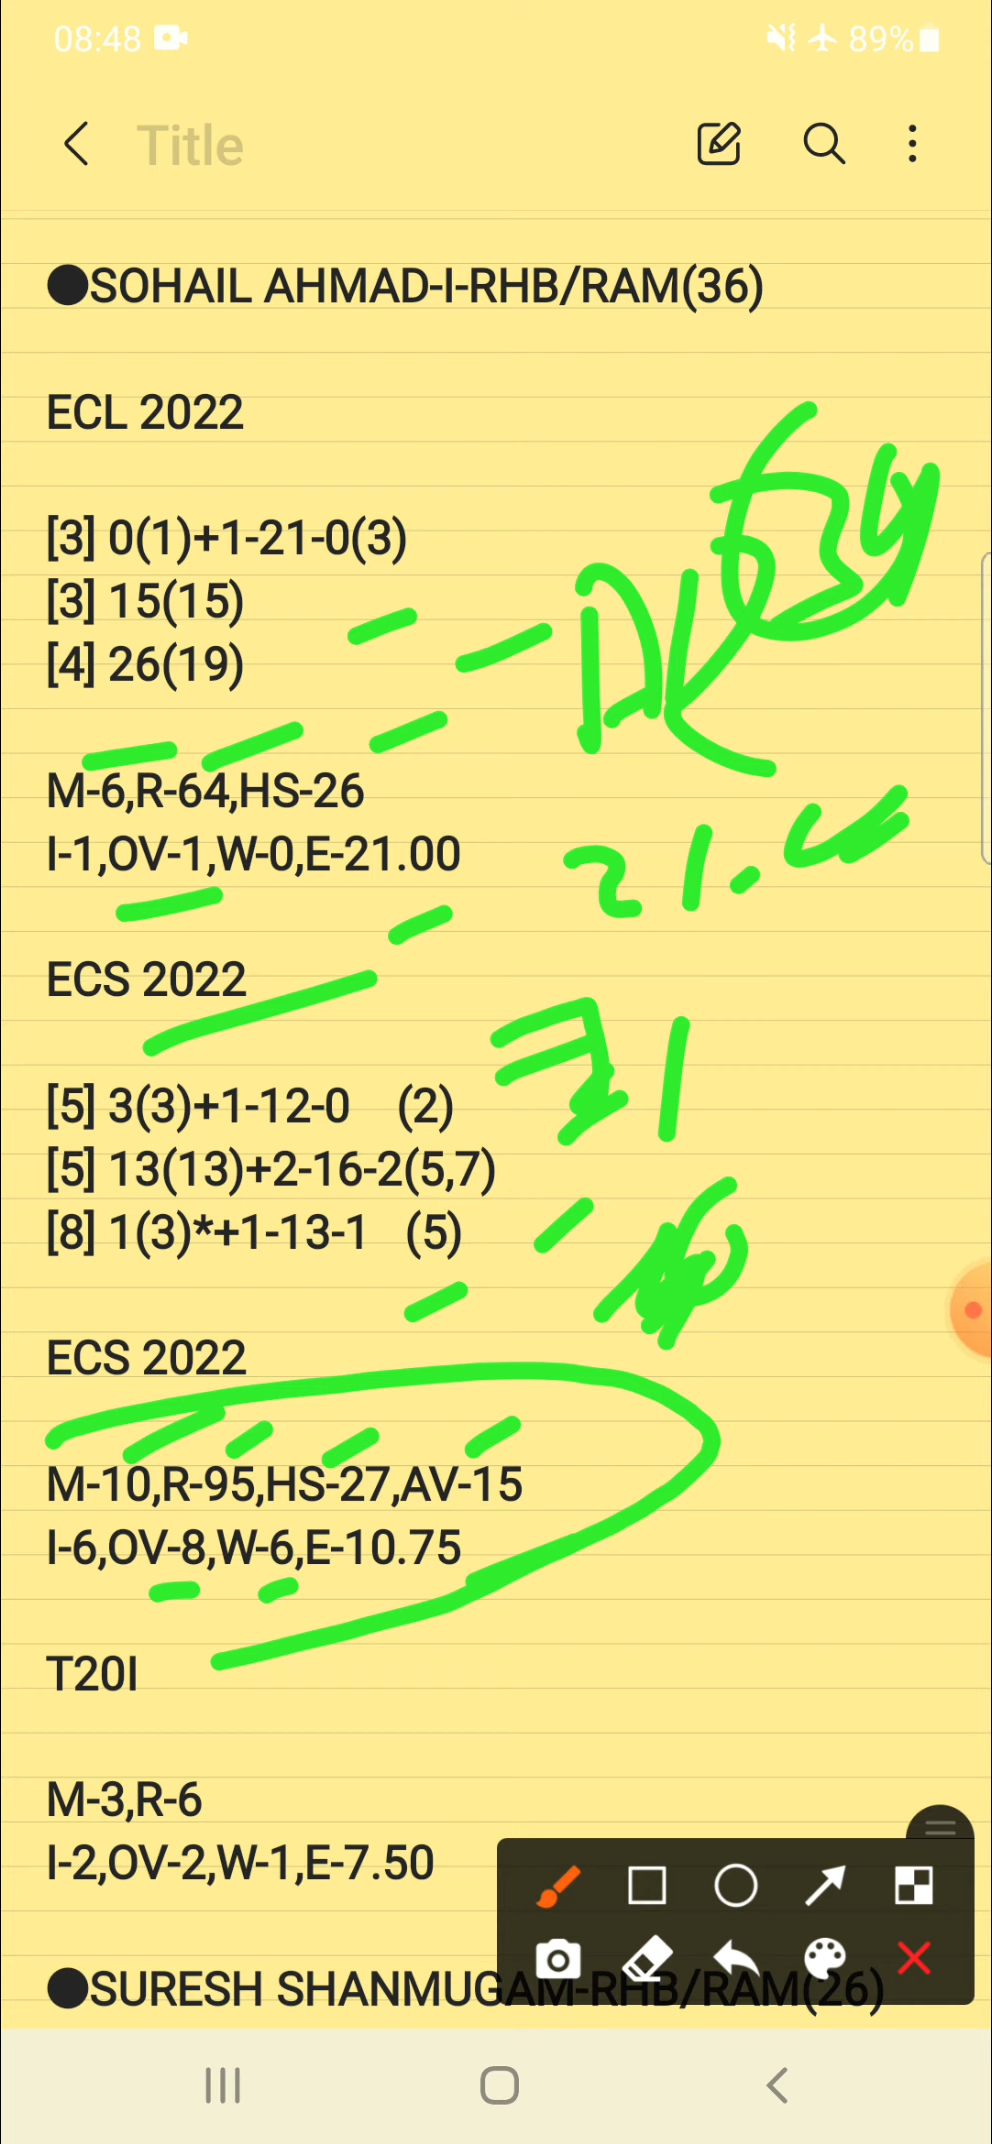 08:48 89%
Title
●SOHAIL AHMAD-I-RHB/RAM(36)
ECL 2022
[3] 0(1)+1-21-0(3)
[3] 15(15)
[4] 26(19)
M-6,R-64,HS-26
I-1,OV-1,W-0,E-21.00
ECS 2022
[5] 3(3)+1-12-0 (2)
[5] 13(13)+2-16-2(5,7)
[8] 1(3)*+1-13-1 (5)
ECS 2022
M-10,R-95,HS-27,AV-15
I-6,OV-8,W-6,E-10.75
T20I
M-3,R-6
I-2,OV-2,W-1,E-7.50
●SURESH SHANMUGAM-RHB/RAM(26)